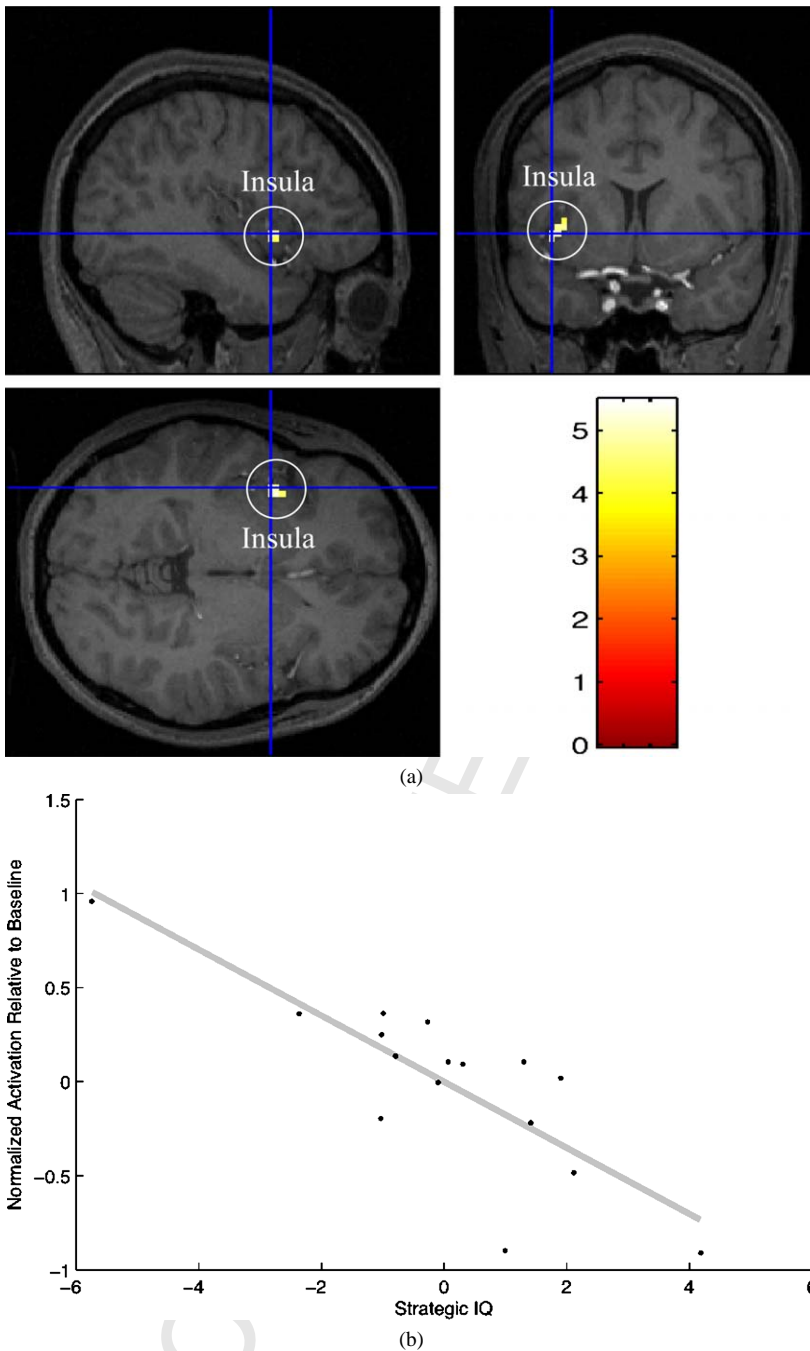 Insula
Insula
Insula
5
4
3
2
1
0
(a)
1.5
1
0.5
0
−0.5
−1
Normalized Activation Relative to Baseline
−6
−4
−2
0
2
4
6
Strategic IQ
(b)